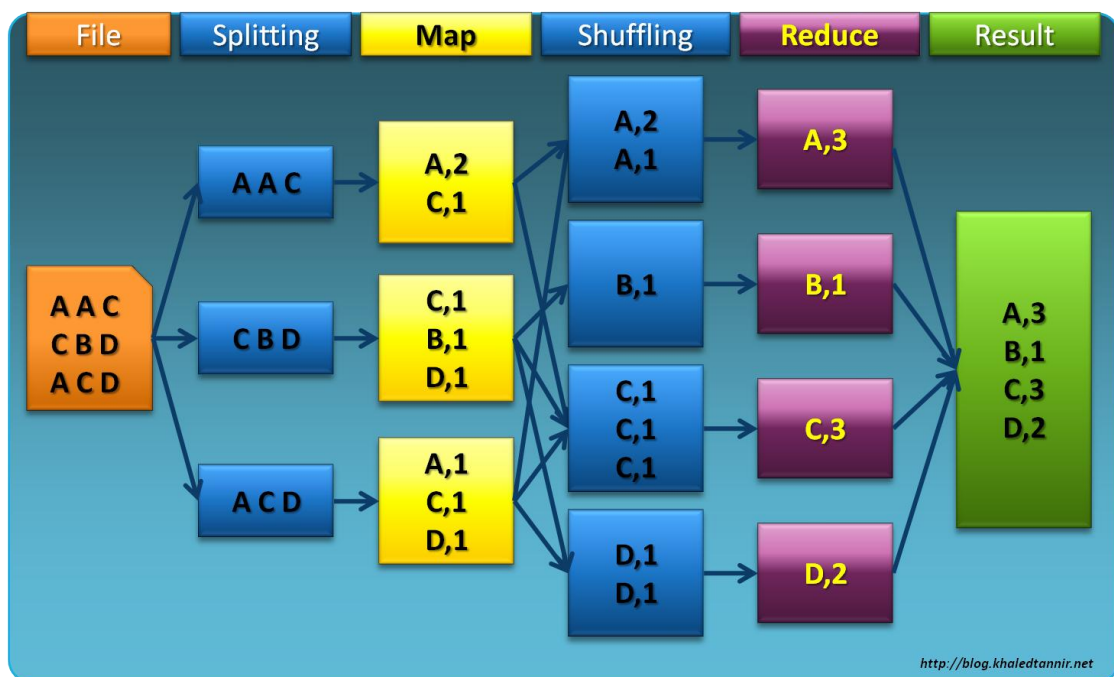 File
Splitting
Map
Shuffling
Reduce
Result
A A C
C B D
A C D
A A C
C B D
A C D
A,2
C,1
C,1
B,1
D,1
A,1
C,1
D,1
A,2
A,1
B,1
C,1
C,1
C,1
D,1
D,1
A,3
B,1
C,3
D,2
A,3
B,1
C,3
D,2
http://blog.khaledtannir.net